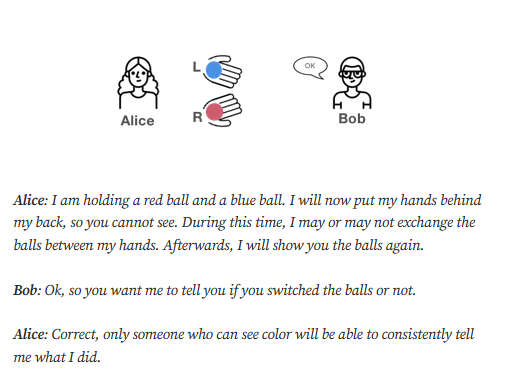 OK
L
R
Alice
Bob
Alice: I am holding a red ball and a blue ball. I will now put my hands behind
my back, so you cannot see. During this time, I may or may not exchange the
balls between my hands. Afterwards, I will show you the balls again.
Bob: Ok, so you want me to tell you if you switched the balls or not.
Alice: Correct, only someone who can see color will be able to consistently tell
me what I did.